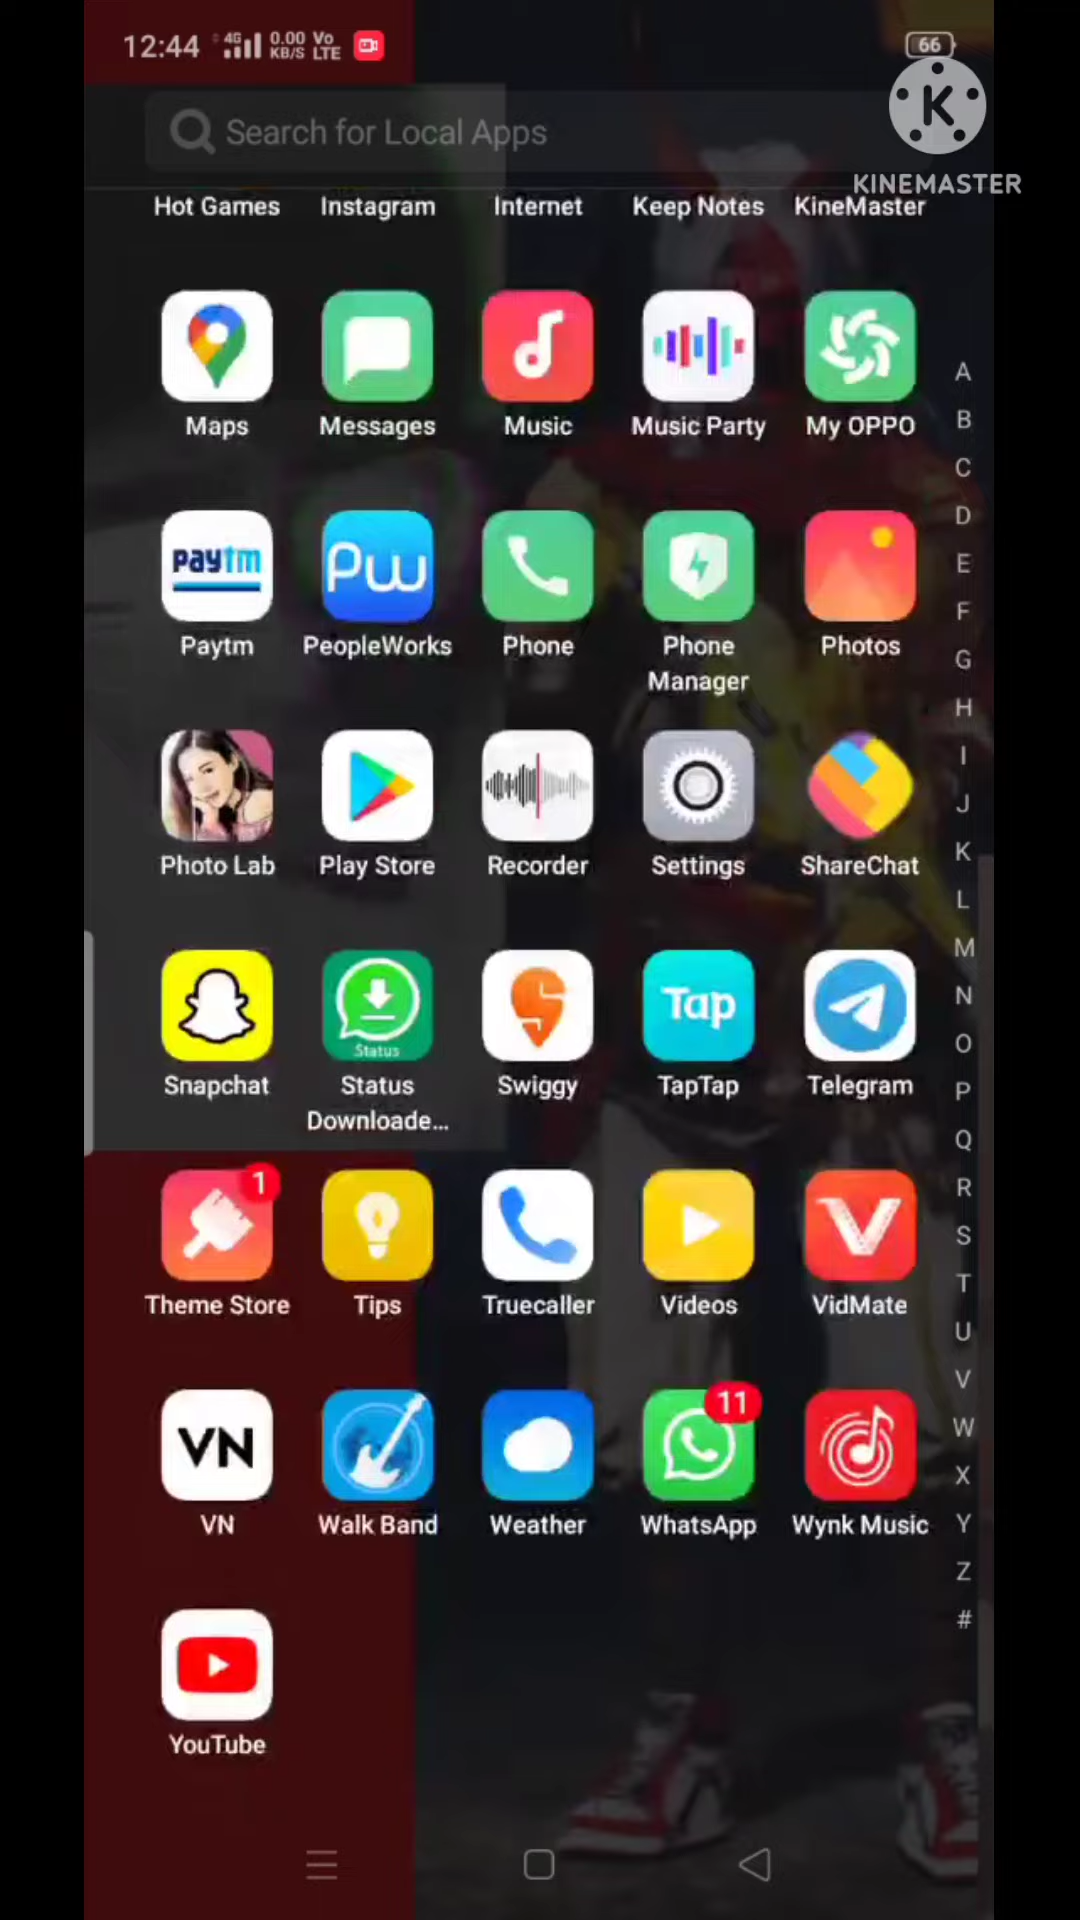 12:44 4G 0.00 KB/S Vo LTE 66
K
KINEMASTER
Search for Local Apps
Hot Games Instagram Internet Keep Notes KineMaster
Maps Messages Music Music Party My OPPO
paytm Pw
Paytm PeopleWorks Phone Phone Manager Photos
Photo Lab Play Store Recorder Settings ShareChat
Status Tap
Snapchat Status Downloade... Swiggy TapTap Telegram
1
Theme Store Tips Truecaller Videos VidMate
VN 11
VN Walk Band Weather WhatsApp Wynk Music
YouTube
A
B
C
D
E
F
G
H
I
J
K
L
M
N
O
P
Q
R
S
T
U
V
W
X
Y
Z
#